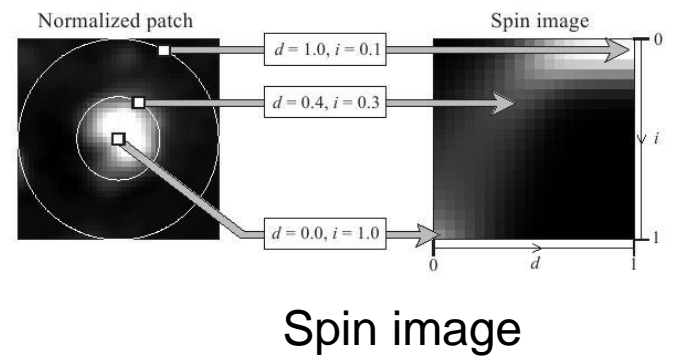 Normalized patch
Spin image
d = 1.0, i = 0.1
0
d = 0.4, i = 0.3
i
d = 0.0, i = 1.0
1
0
d
1
Spin image